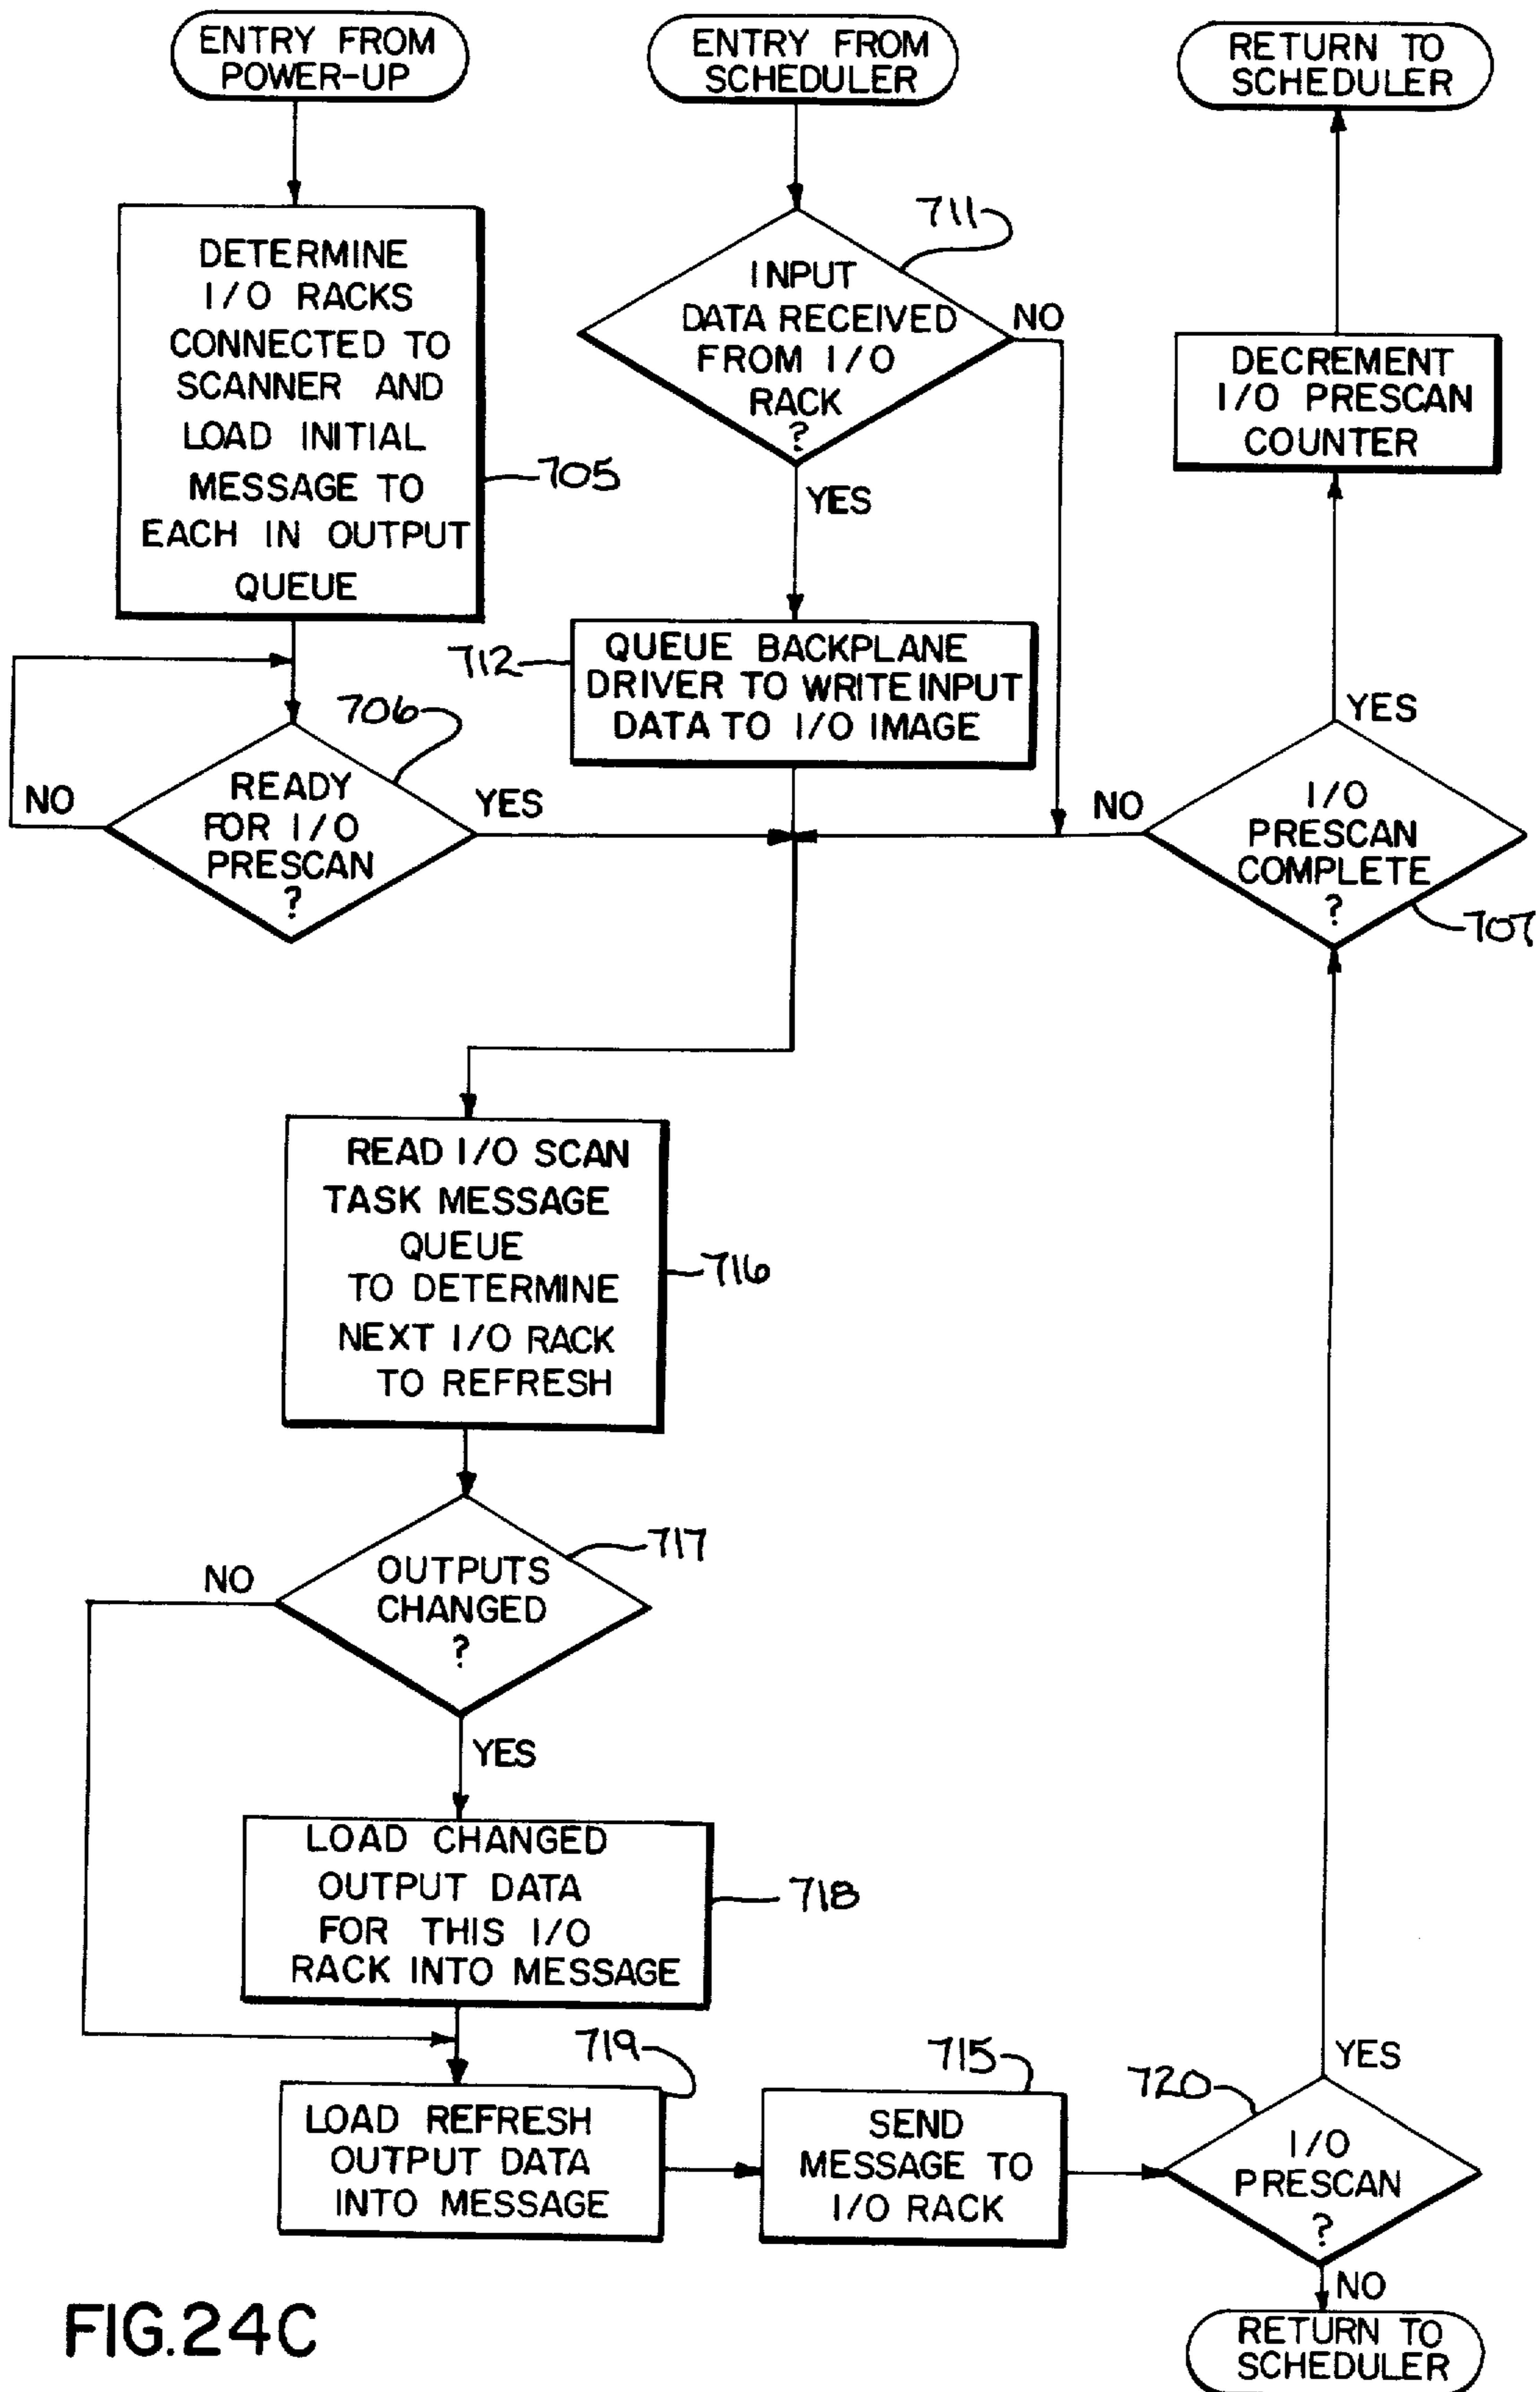 ENTRY FROM
POWER-UP
ENTRY FROM
SCHEDULER
RETURN TO
SCHEDULER
DETERMINE
I/O RACKS
CONNECTED TO
SCANNER AND
LOAD INITIAL
MESSAGE TO
EACH IN OUTPUT
QUEUE
705
711
INPUT
DATA RECEIVED
FROM I/O
RACK
?
NO
YES
DECREMENT
I/O PRESCAN
COUNTER
712
QUEUE BACKPLANE
DRIVER TO WRITE INPUT
DATA TO I/O IMAGE
706
READY
FOR I/O
PRESCAN
?
NO
YES
YES
NO
I/O
PRESCAN
COMPLETE
?
707
READ I/O SCAN
TASK MESSAGE
QUEUE
TO DETERMINE
NEXT I/O RACK
TO REFRESH
716
717
NO
OUTPUTS
CHANGED
?
YES
LOAD CHANGED
OUTPUT DATA
FOR THIS I/O
RACK INTO MESSAGE
718
719
LOAD REFRESH
OUTPUT DATA
INTO MESSAGE
715
SEND
MESSAGE TO
I/O RACK
720
YES
I/O
PRESCAN
?
NO
RETURN TO
SCHEDULER
FIG.24C